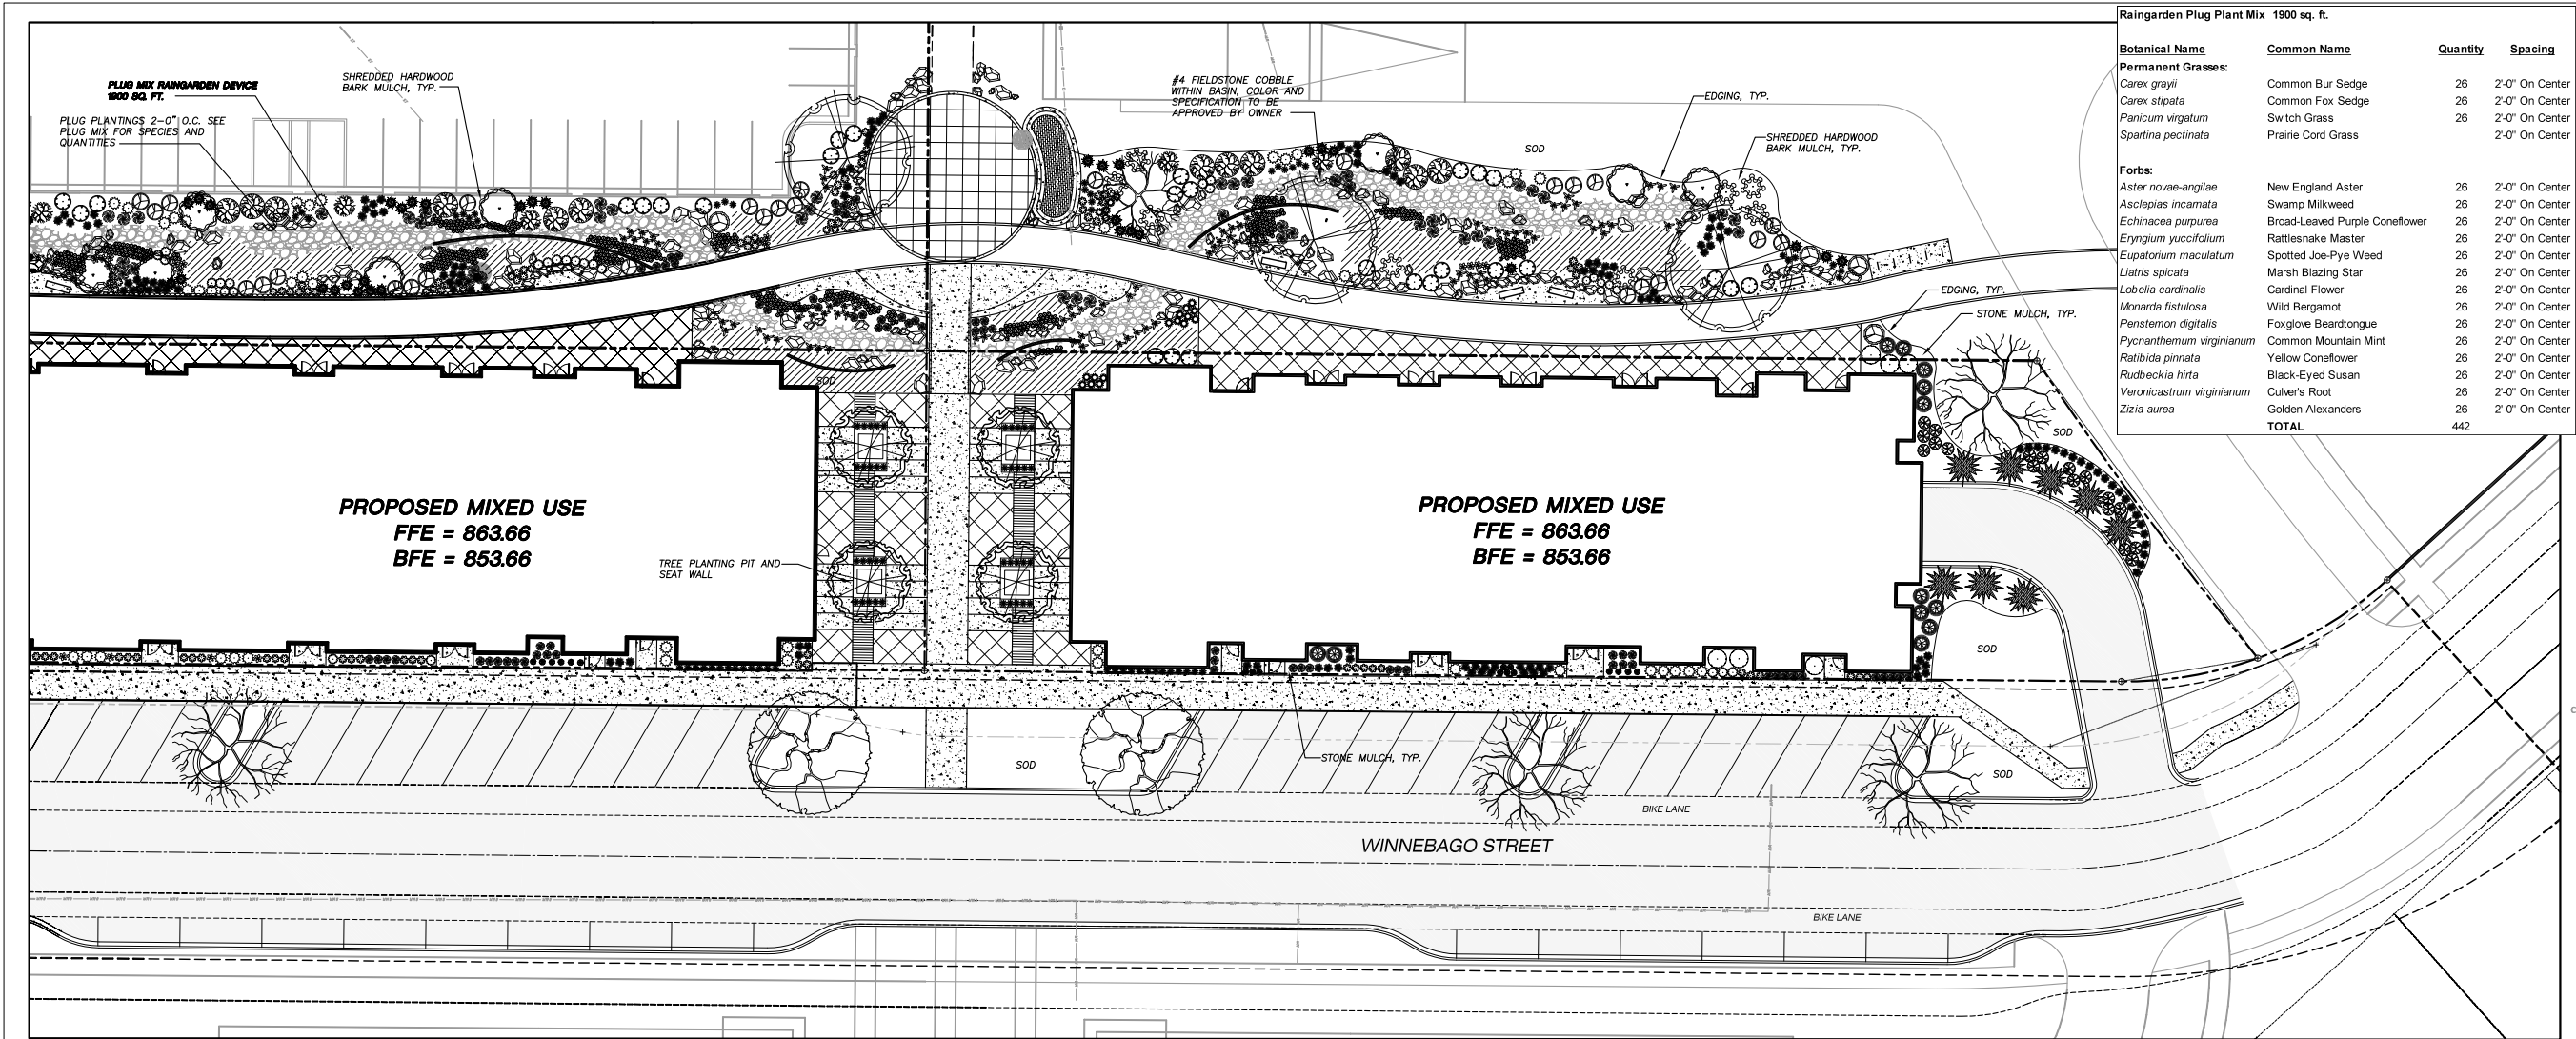 Raingarden Plug Plant Mix 1900 sq. ft.
Botanical Name Common Name Quantity Spacing
Permanent Grasses:
Carex grayii Common Bur Sedge 26 2'-0" On Center
Carex stipata Common Fox Sedge 26 2'-0" On Center
Panicum virgatum Switch Grass 26 2'-0" On Center
Spartina pectinata Prairie Cord Grass 2'-0" On Center
Forbs:
Aster novae-angilae New England Aster 26 2'-0" On Center
Asclepias incarnata Swamp Milkweed 26 2'-0" On Center
Echinacea purpurea Broad-Leaved Purple Coneflower 26 2'-0" On Center
Eryngium yuccifolium Rattlesnake Master 26 2'-0" On Center
Eupatorium maculatum Spotted Joe-Pye Weed 26 2'-0" On Center
Liatris spicata Marsh Blazing Star 26 2'-0" On Center
Lobelia cardinalis Cardinal Flower 26 2'-0" On Center
Monarda fistulosa Wild Bergamot 26 2'-0" On Center
Penstemon digitalis Foxglove Beardtongue 26 2'-0" On Center
Pycnanthemum virginianum Common Mountain Mint 26 2'-0" On Center
Ratibida pinnata Yellow Coneflower 26 2'-0" On Center
Rudbeckia hirta Black-Eyed Susan 26 2'-0" On Center
Veronicastrum virginianum Culver's Root 26 2'-0" On Center
Zizia aurea Golden Alexanders 26 2'-0" On Center
TOTAL 442
PLUG MIX RAINGARDEN DEVICE
1900 SQ. FT.
PLUG PLANTINGS 2-0" O.C. SEE
PLUG MIX FOR SPECIES AND
QUANTITIES
SHREDDED HARDWOOD
BARK MULCH, TYP.
#4 FIELDSTONE COBBLE
WITHIN BASIN, COLOR AND
SPECIFICATION TO BE
APPROVED BY OWNER
SOD
EDGING, TYP.
SHREDDED HARDWOOD
BARK MULCH, TYP.
EDGING, TYP.
STONE MULCH, TYP.
SOD
SOD
PROPOSED MIXED USE
FFE = 863.66
BFE = 853.66
TREE PLANTING PIT AND
SEAT WALL
PROPOSED MIXED USE
FFE = 863.66
BFE = 853.66
SOD
SOD
STONE MULCH, TYP.
SOD
BIKE LANE
WINNEBAGO STREET
BIKE LANE